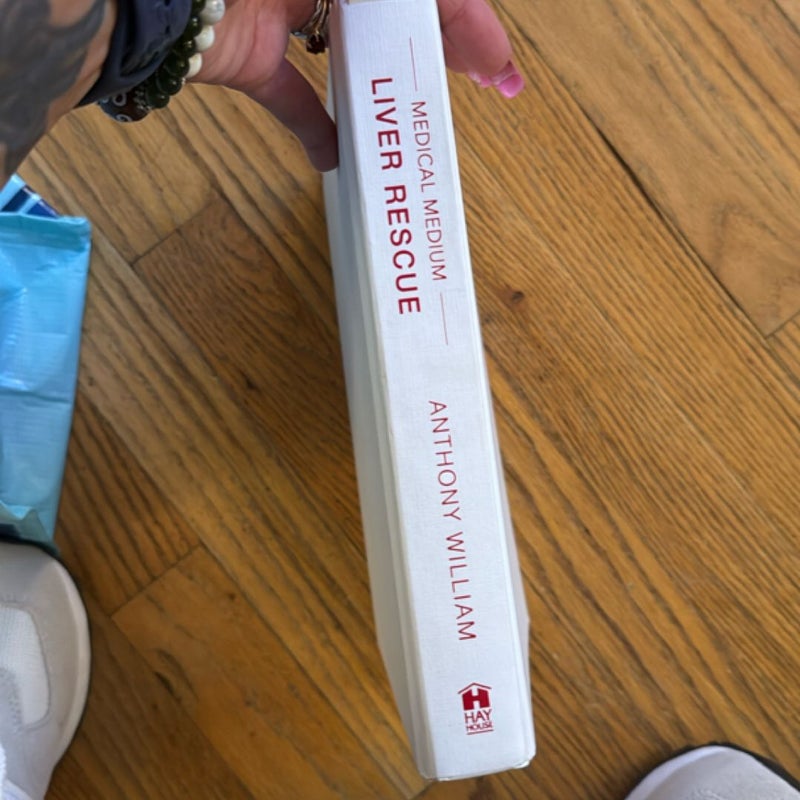 MEDICAL MEDIUM
LIVER RESCUE
ANTHONY WILLIAM
HAY
HOUSE